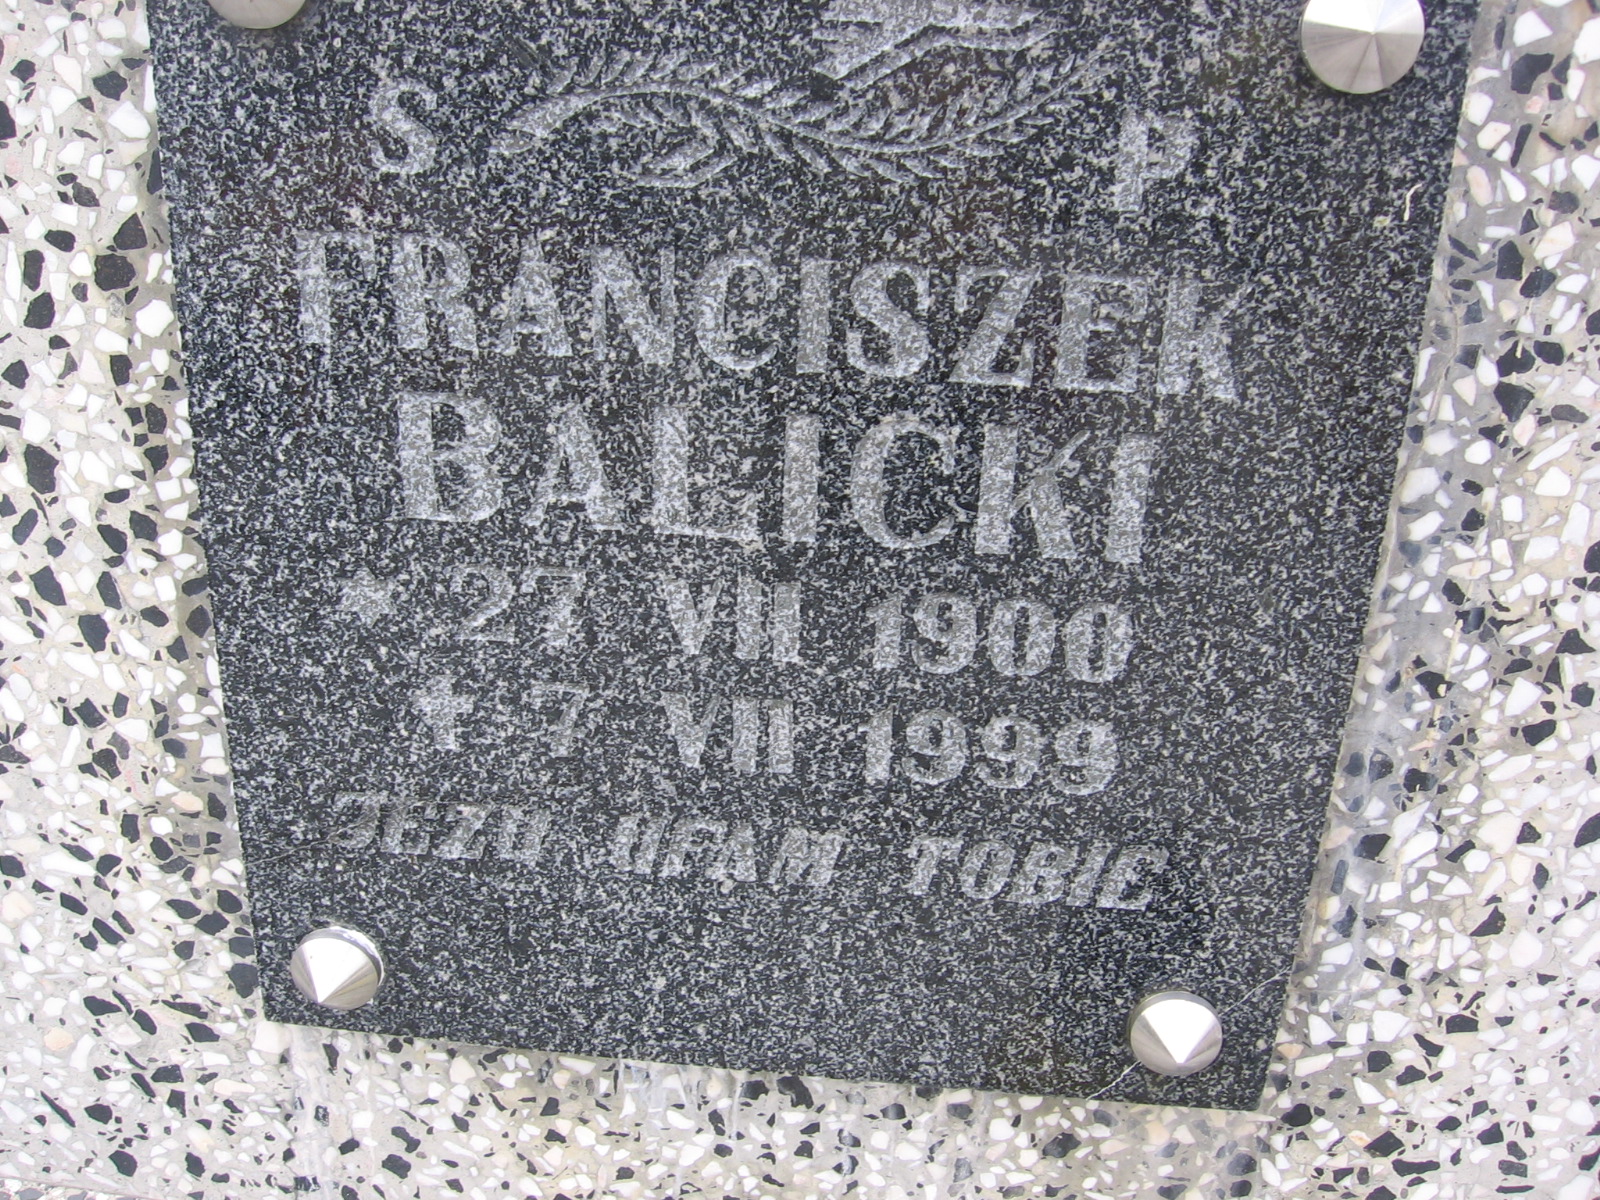 S P
FRANCISZEK
BALICKI
27 VII 1900
7 VII 1999
JEZU UFAM TOBIE